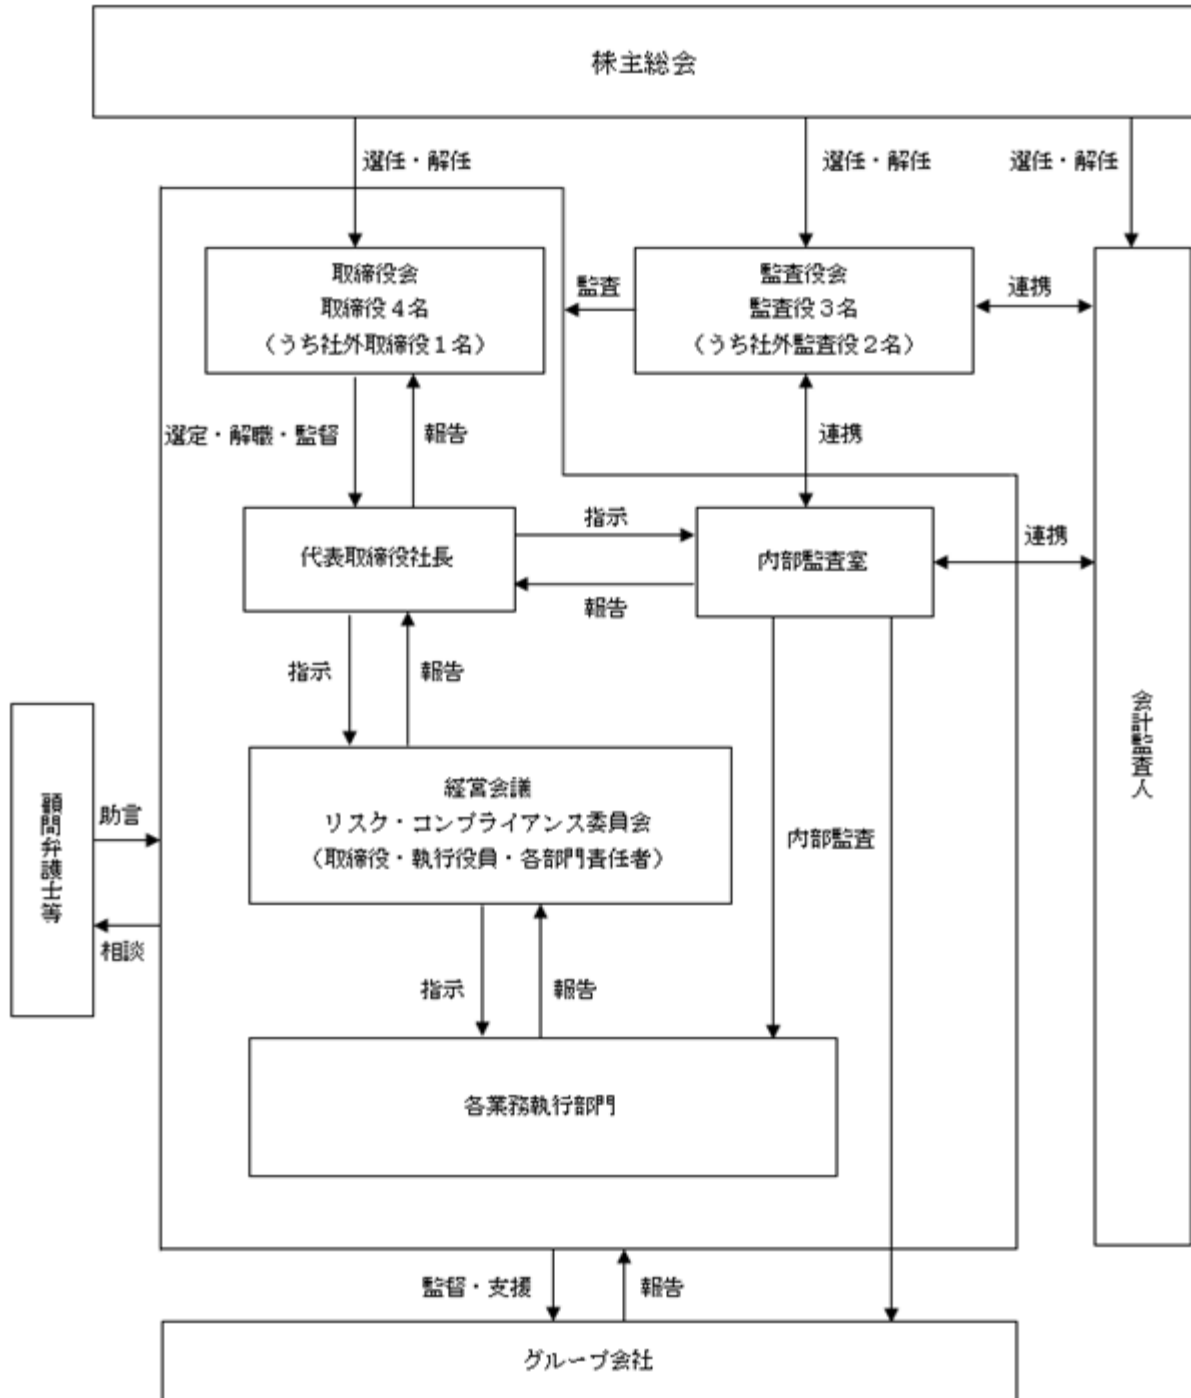 株主総会
選任・解任
選任・解任
選任・解任
取締役会
取締役4名
(うち社外取締役1名)
監査
監査役会
監査役3名
(うち社外監査役2名)
連携
選定・解職・監督
報告
連携
代表取締役社長
指示
報告
内部監査室
連携
指示
報告
会計監査人
顧問弁護士等
助言
相談
経営会議
リスク・コンプライアンス委員会
(取締役・執行役員・各部門責任者)
内部監査
指示
報告
各業務執行部門
監督・支援
報告
グループ会社